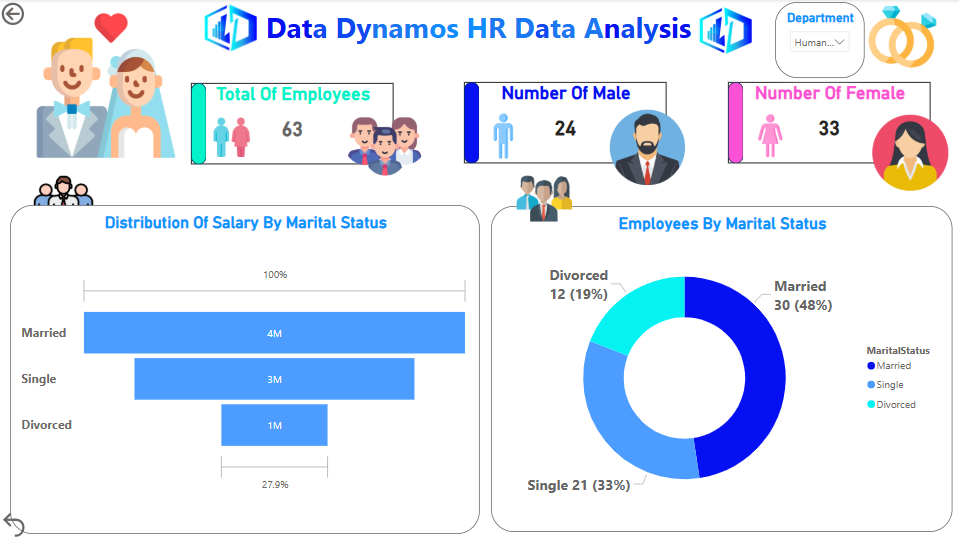 Data Dynamos HR Data Analysis
Department
Human...
Total Of Employees
63
Number Of Male
24
Number Of Female
33
Distribution Of Salary By Marital Status
100%
Married
4M
Single
3M
Divorced
1M
27.9%
Employees By Marital Status
Divorced
12 (19%)
Married
30 (48%)
Single 21 (33%)
MaritalStatus
Married
Single
Divorced